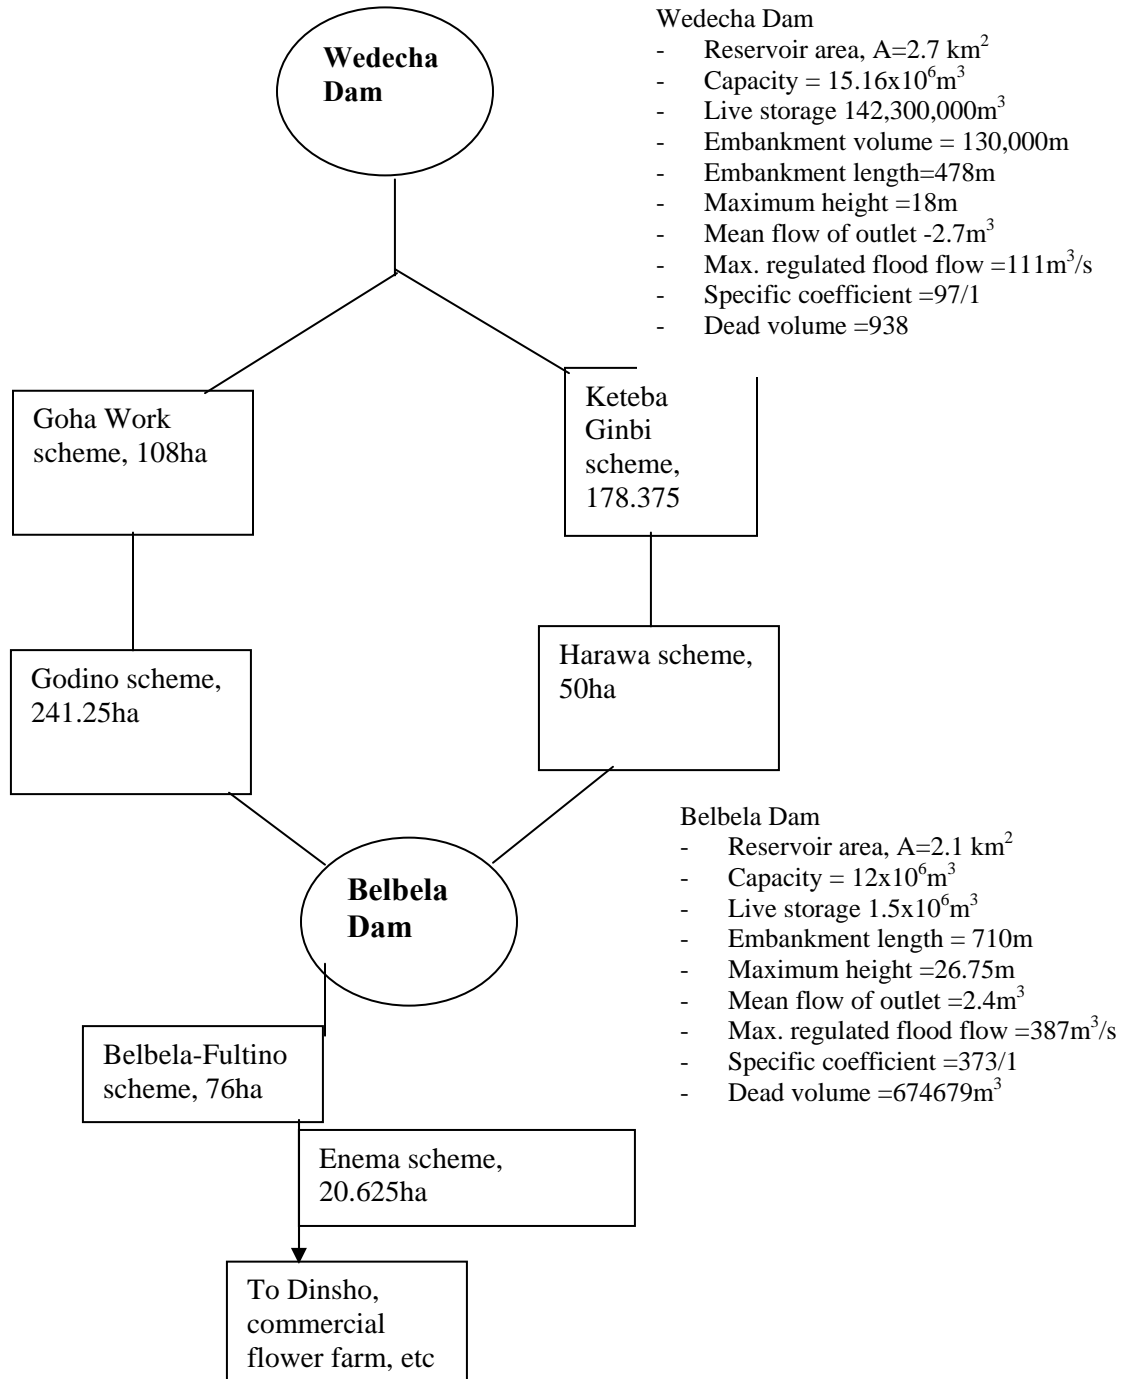 Wedecha
Dam
Wedecha Dam
- Reservoir area, A=2.7 km²
- Capacity = 15.16x10⁶m³
- Live storage 142,300,000m³
- Embankment volume = 130,000m
- Embankment length=478m
- Maximum height =18m
- Mean flow of outlet -2.7m³
- Max. regulated flood flow =111m³/s
- Specific coefficient =97/1
- Dead volume =938
Goha Work
scheme, 108ha
Keteba
Ginbi
scheme,
178.375
Godino scheme,
241.25ha
Harawa scheme,
50ha
Belbela
Dam
Belbela Dam
- Reservoir area, A=2.1 km²
- Capacity = 12x10⁶m³
- Live storage 1.5x10⁶m³
- Embankment length = 710m
- Maximum height =26.75m
- Mean flow of outlet =2.4m³
- Max. regulated flood flow =387m³/s
- Specific coefficient =373/1
- Dead volume =674679m³
Belbela-Fultino
scheme, 76ha
Enema scheme,
20.625ha
To Dinsho,
commercial
flower farm, etc